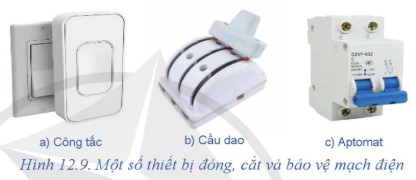 a) Công tắc
b) Cầu dao
c) Aptomat
Hình 12.9. Một số thiết bị đóng, cắt và bảo vệ mạch điện